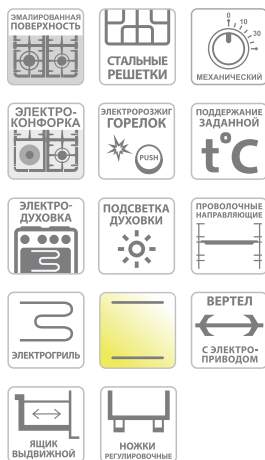 ЭМАЛИРОВАННАЯ
ПОВЕРХНОСТЬ
СТАЛЬНЫЕ
РЕШЕТКИ
0
10
30
МЕХАНИЧЕСКИЙ
ЭЛЕКТРО-
КОНФОРКА
ЭЛЕКТРОРОЗЖИГ
ГОРЕЛОК
PUSH
ПОДДЕРЖАНИЕ
ЗАДАННОЙ
t°C
ЭЛЕКТРО-
ДУХОВКА
ПОДСВЕТКА
ДУХОВКИ
ПРОВОЛОЧНЫЕ
НАПРАВЛЯЮЩИЕ
ЭЛЕКТРОГРИЛЬ
ВЕРТЕЛ
С ЭЛЕКТРО-
ПРИВОДОМ
ЯЩИК
ВЫДВИЖНОЙ
НОЖКИ
РЕГУЛИРОВОЧНЫЕ